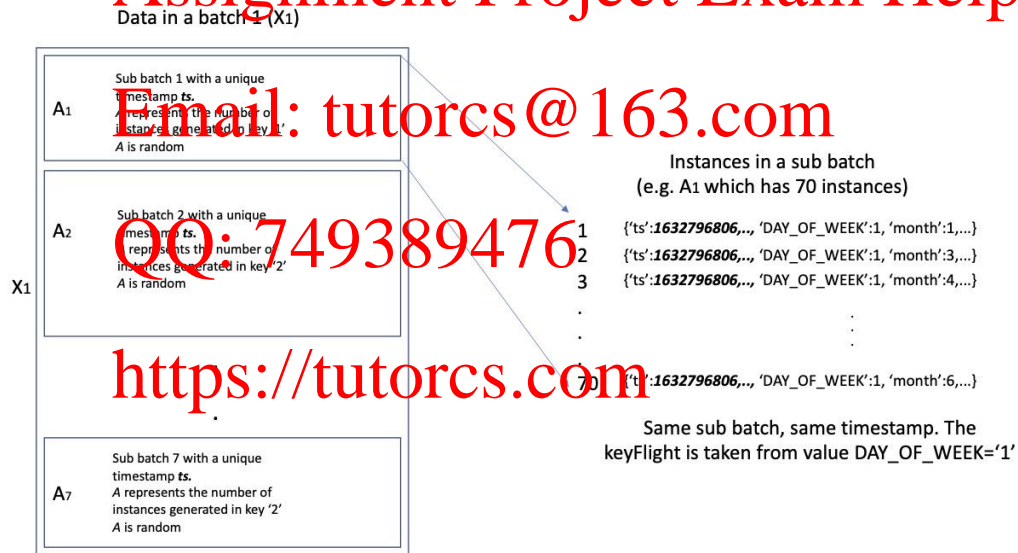 Assignment Project Exam Help
Data in a batch 1 (X1)
A1
Sub batch 1 with a unique
timestamp ts.
A represents the number of
instances generated in key '1'
A is random
Email: tutorcs@163.com
Instances in a sub batch
(e.g. A1 which has 70 instances)
A2
Sub batch 2 with a unique
timestamp ts.
represents the number of
instances generated in key '2'
A is random
QQ: 749389476
X1
1 {'ts':1632796806,.., 'DAY_OF_WEEK':1, 'month':1,...}
2 {'ts':1632796806,.., 'DAY_OF_WEEK':1, 'month':3,...}
3 {'ts':1632796806,.., 'DAY_OF_WEEK':1, 'month':4,...}
.
.
.
.
.
.
https://tutorcs.com
70 {'ts':1632796806,.., 'DAY_OF_WEEK':1, 'month':6,...}
.
Same sub batch, same timestamp. The
keyFlight is taken from value DAY_OF_WEEK='1'
A7
Sub batch 7 with a unique
timestamp ts.
A represents the number of
instances generated in key '2'
A is random